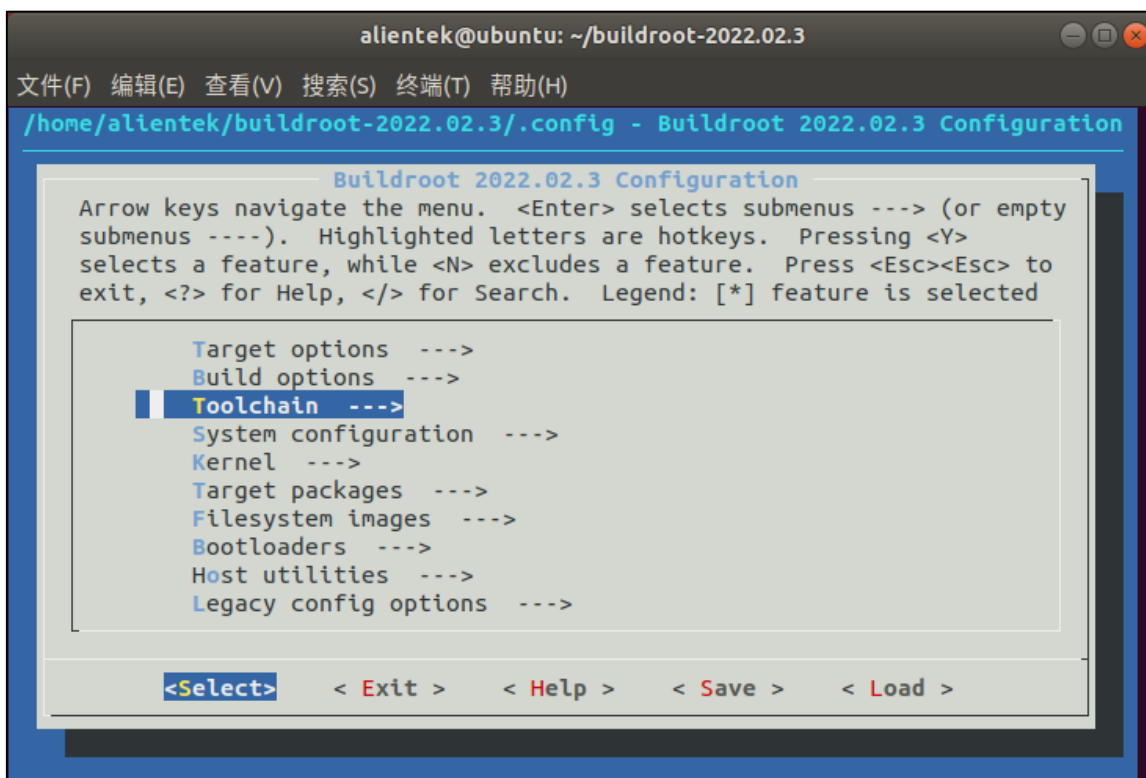 alientek@ubuntu: ~/buildroot-2022.02.3
文件(F) 编辑(E) 查看(V) 搜索(S) 终端(T) 帮助(H)
/home/alientek/buildroot-2022.02.3/.config - Buildroot 2022.02.3 Configuration
Buildroot 2022.02.3 Configuration
Arrow keys navigate the menu.  <Enter> selects submenus ---> (or empty
submenus ----).  Highlighted letters are hotkeys.  Pressing <Y>
selects a feature, while <N> excludes a feature.  Press <Esc><Esc> to
exit, <?> for Help, </> for Search.  Legend: [*] feature is selected
Target options  --->
Build options  --->
Toolchain  --->
System configuration  --->
Kernel  --->
Target packages  --->
Filesystem images  --->
Bootloaders  --->
Host utilities  --->
Legacy config options  --->
<Select>    < Exit >    < Help >    < Save >    < Load >